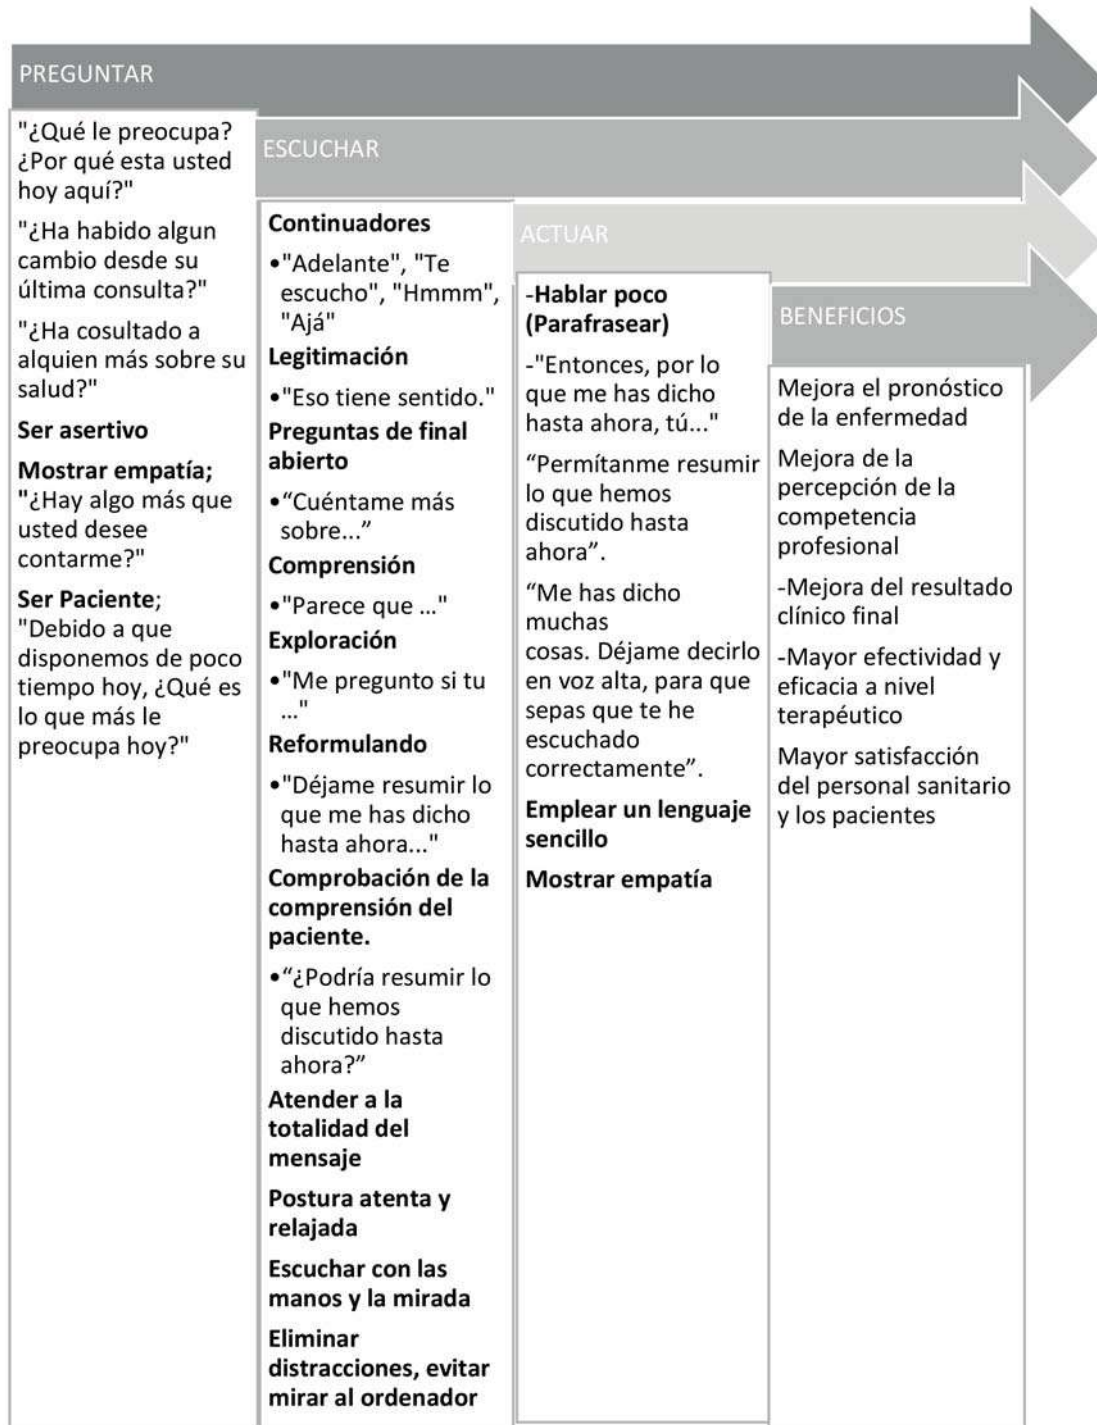 PREGUNTAR
"¿Qué le preocupa?
¿Por qué esta usted
hoy aquí?"
"¿Ha habido algun
cambio desde su
última consulta?"
"¿Ha cosultado a
alquien más sobre su
salud?"
Ser asertivo
Mostrar empatía;
"¿Hay algo más que
usted desee
contarme?"
Ser Paciente;
"Debido a que
disponemos de poco
tiempo hoy, ¿Qué es
lo que más le
preocupa hoy?"
ESCUCHAR
Continuadores
•"Adelante", "Te
escucho", "Hmmm",
"Ajá"
Legitimación
•"Eso tiene sentido."
Preguntas de final
abierto
•“Cuéntame más
sobre...”
Comprensión
•"Parece que ..."
Exploración
•"Me pregunto si tu
..."
Reformulando
•"Déjame resumir lo
que me has dicho
hasta ahora..."
Comprobación de la
comprensión del
paciente.
•“¿Podría resumir lo
que hemos
discutido hasta
ahora?”
Atender a la
totalidad del
mensaje
Postura atenta y
relajada
Escuchar con las
manos y la mirada
Eliminar
distracciones, evitar
mirar al ordenador
ACTUAR
-Hablar poco
(Parafrasear)
-"Entonces, por lo
que me has dicho
hasta ahora, tú..."
“Permítanme resumir
lo que hemos
discutido hasta
ahora”.
“Me has dicho
muchas
cosas. Déjame decirlo
en voz alta, para que
sepas que te he
escuchado
correctamente”.
Emplear un lenguaje
sencillo
Mostrar empatía
BENEFICIOS
Mejora el pronóstico
de la enfermedad
Mejora de la
percepción de la
competencia
profesional
-Mejora del resultado
clínico final
-Mayor efectividad y
eficacia a nivel
terapéutico
Mayor satisfacción
del personal sanitario
y los pacientes